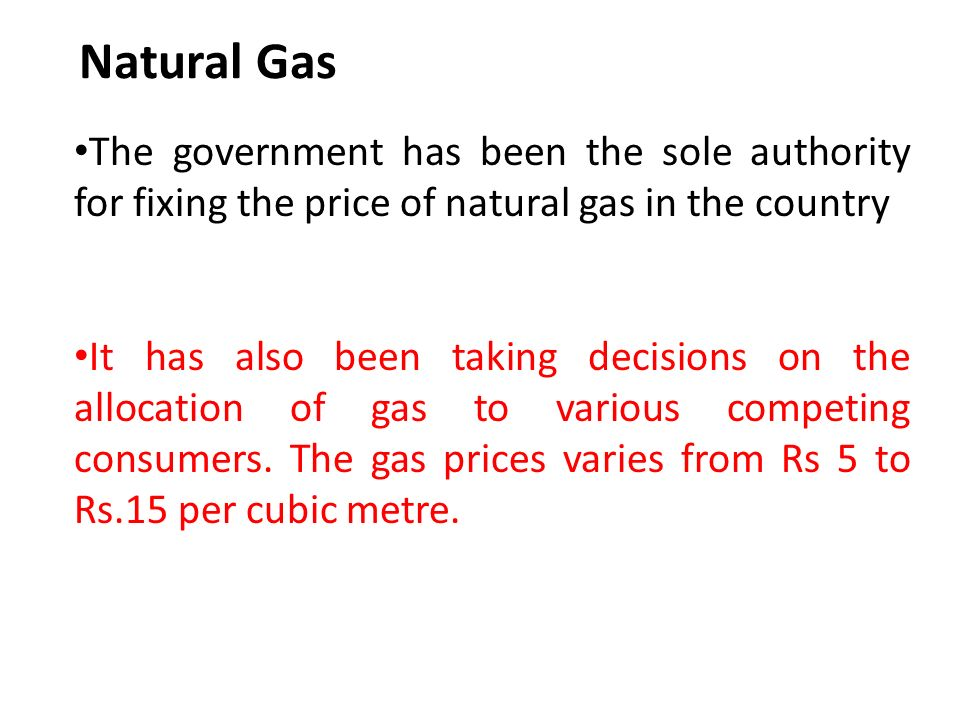 Natural Gas
•The government has been the sole authority
for fixing the price of natural gas in the country
•It has also been taking decisions on the
allocation of gas to various competing
consumers. The gas prices varies from Rs 5 to
Rs.15 per cubic metre.